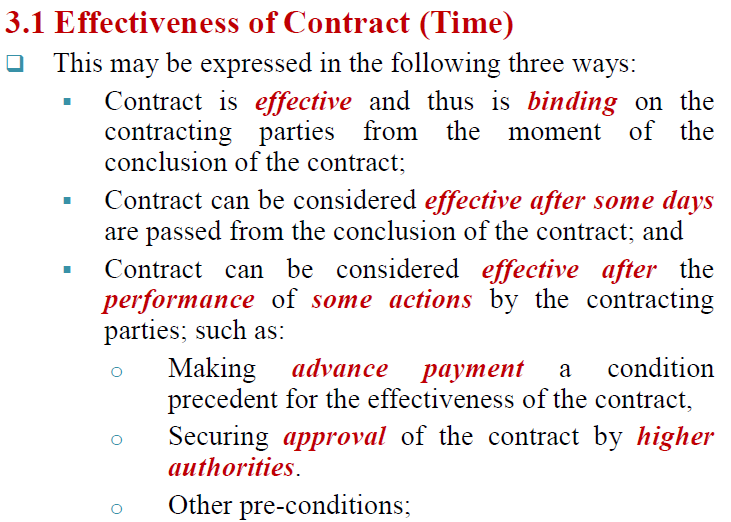 3.1 Effectiveness of Contract (Time)
This may be expressed in the following three ways:
Contract is effective and thus is binding on the
contracting parties from the moment of the
conclusion of the contract;
Contract can be considered effective after some days
are passed from the conclusion of the contract; and
Contract can be considered effective after the
performance of some actions by the contracting
parties; such as:
Making advance payment a condition
precedent for the effectiveness of the contract,
Securing approval of the contract by higher
authorities.
Other pre-conditions;